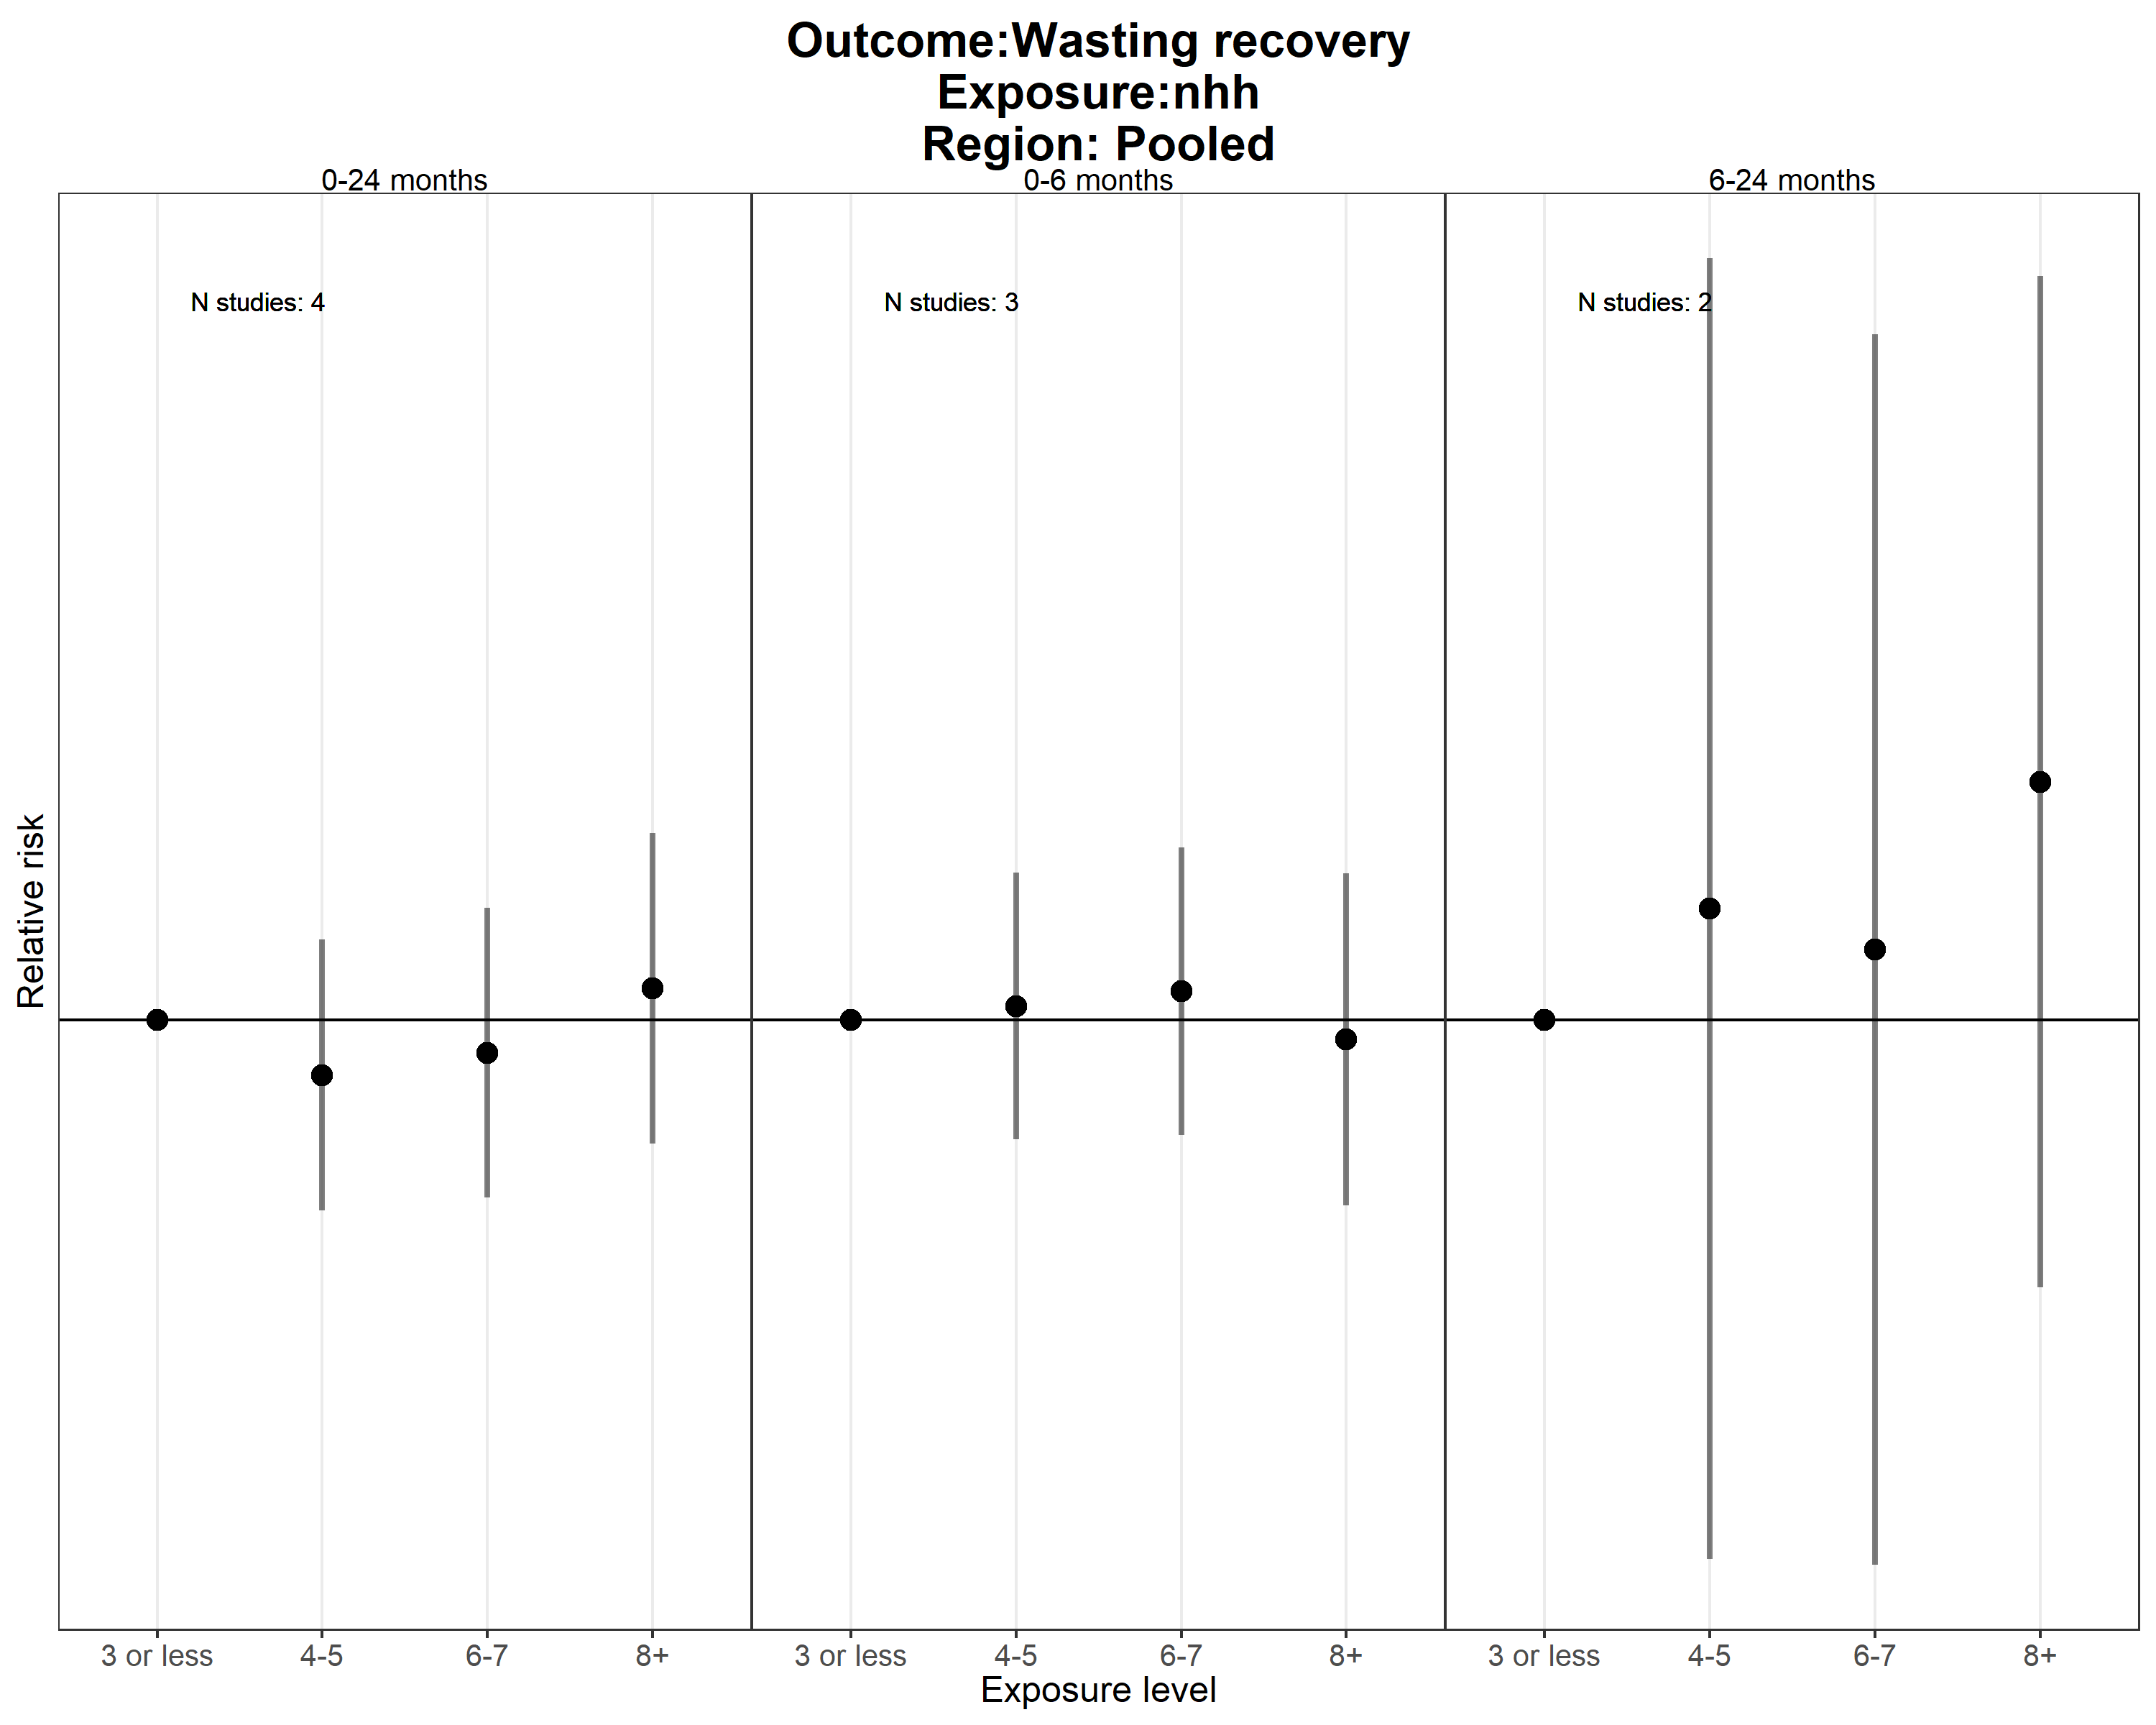 Outcome:Wasting recovery
Exposure:nhh
Region: Pooled
0-24 months
0-6 months
6-24 months
N studies: 4
N studies: 3
N studies: 2
Relative risk
3 or less
4-5
6-7
8+
3 or less
4-5
6-7
8+
3 or less
4-5
6-7
8+
Exposure level